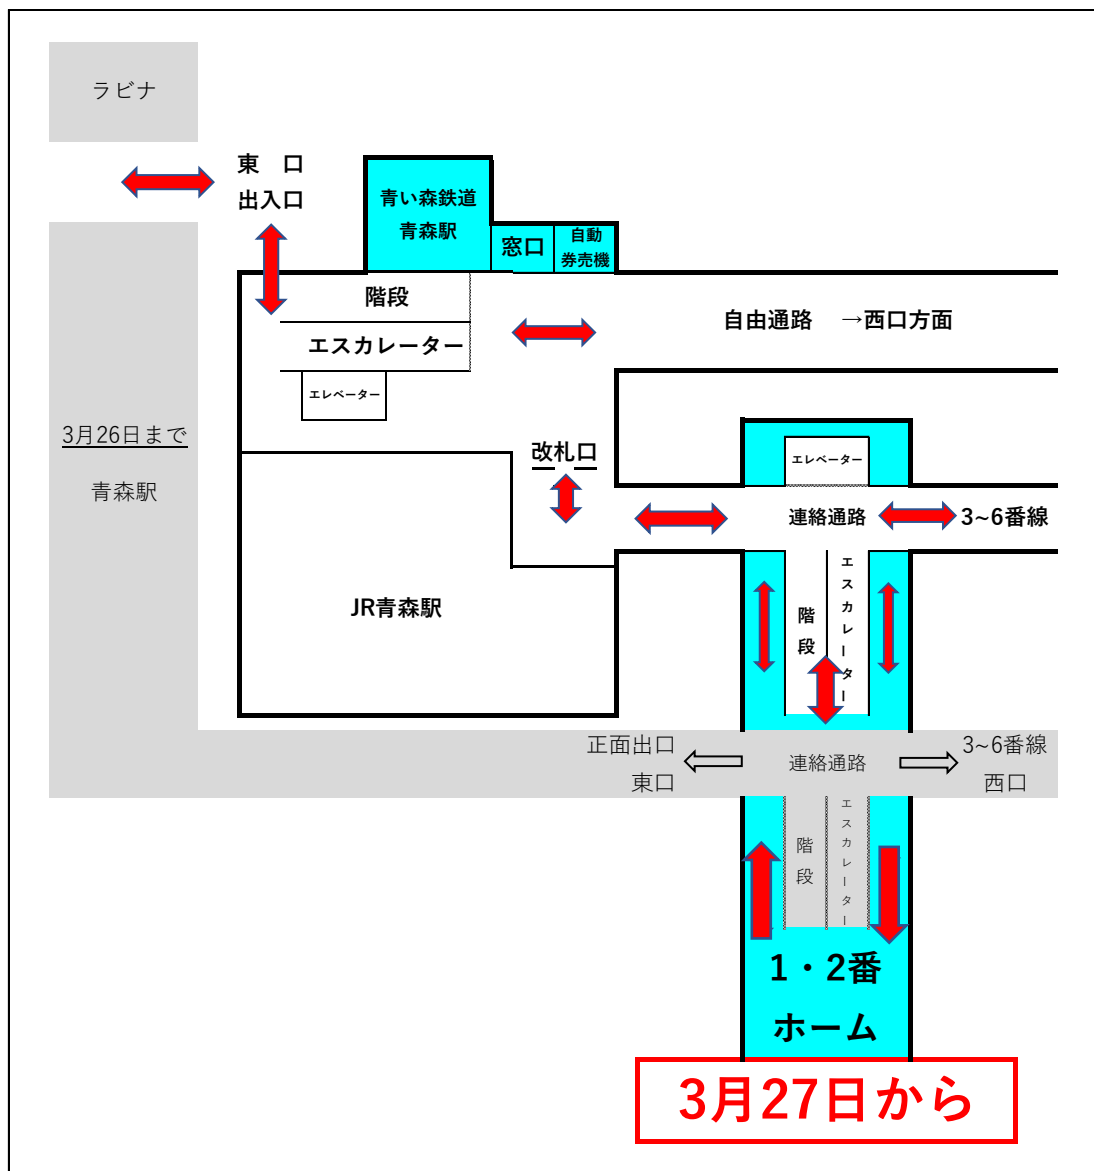 ラビナ
東　口
出入口
青い森鉄道
青森駅
窓口
自動
券売機
階段
エスカレーター
エレベーター
自由通路　→西口方面
3月26日まで
青森駅
改札口
エレベーター
連絡通路
3~6番線
JR青森駅
階段
エスカレーター
正面出口
東口
連絡通路
3~6番線
西口
階段
エスカレーター
1・2番
ホーム
3月27日から